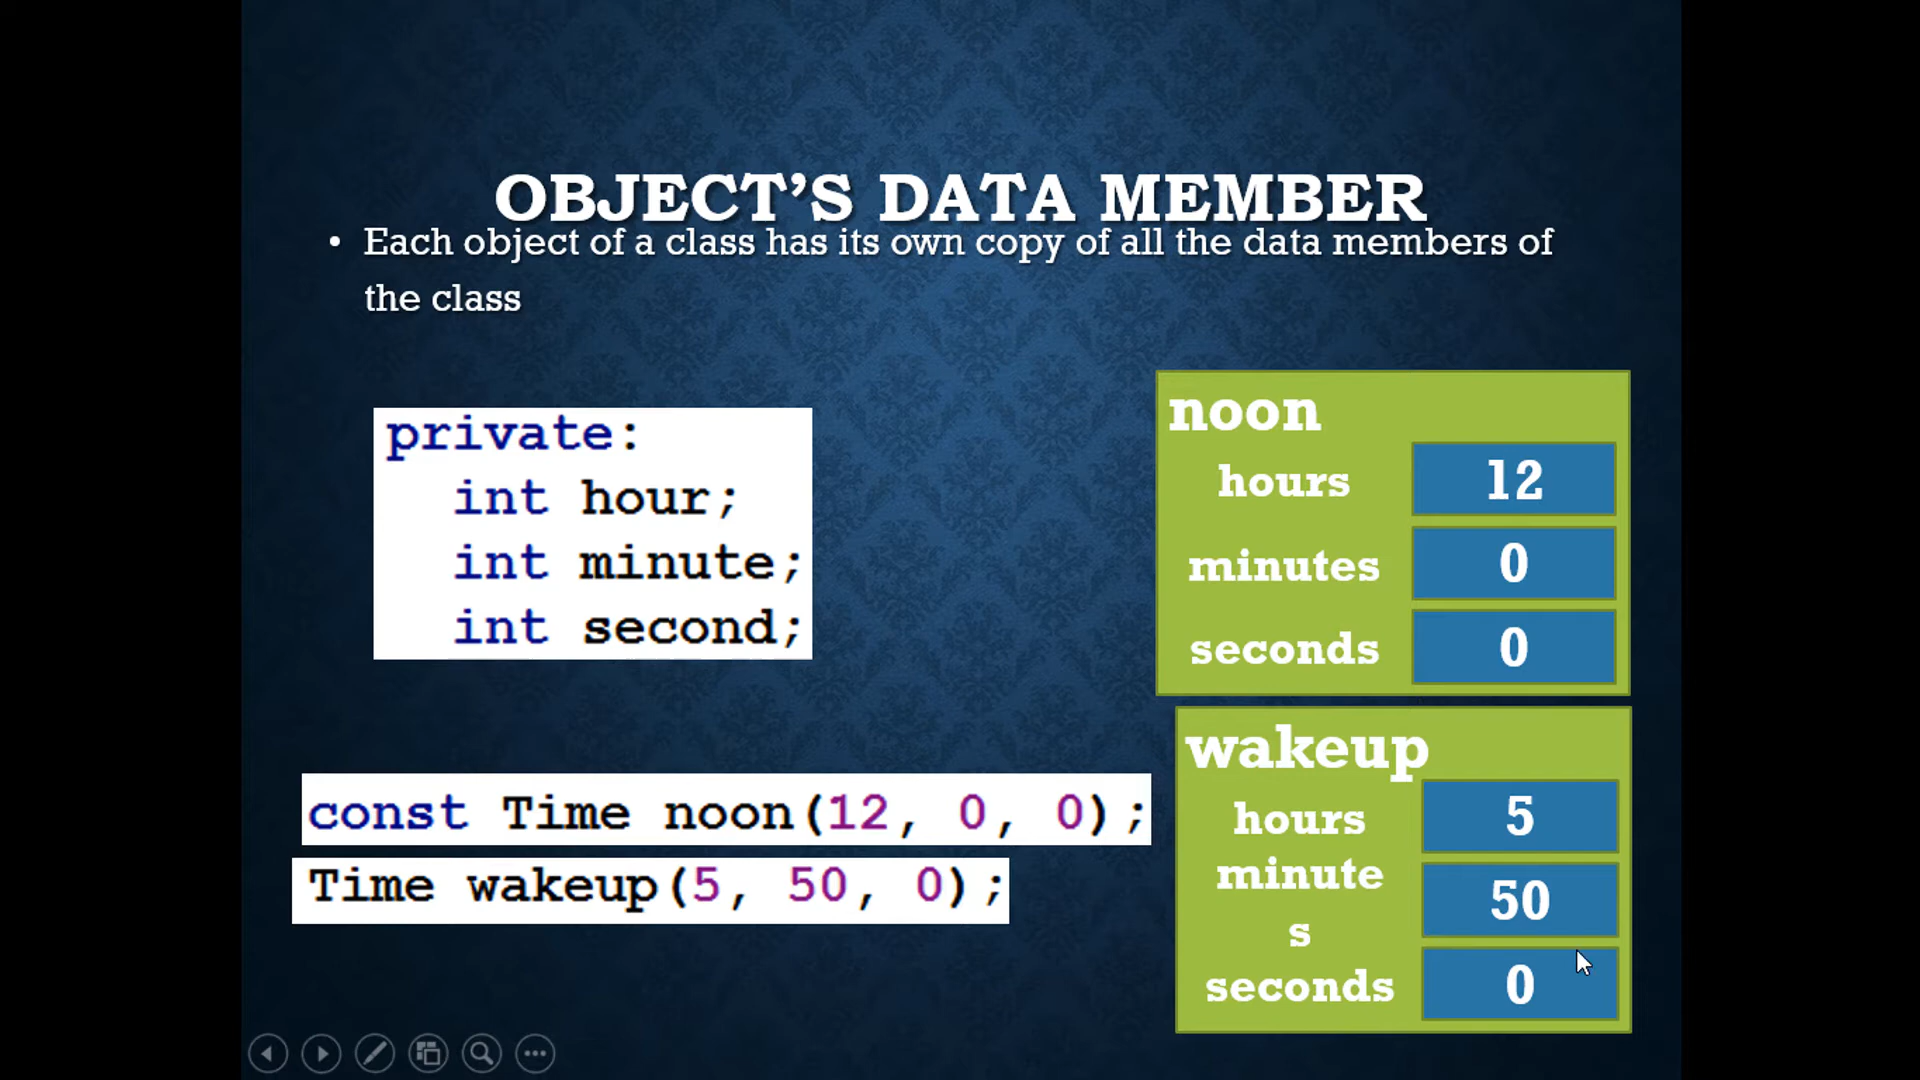 OBJECT’S DATA MEMBER
• Each object of a class has its own copy of all the data members of
the class
private:
int hour;
int minute;
int second;
const Time noon(12, 0, 0);
Time wakeup(5, 50, 0);
noon
hours 12
minutes 0
seconds 0
wakeup
hours 5
minute
s 50
seconds 0